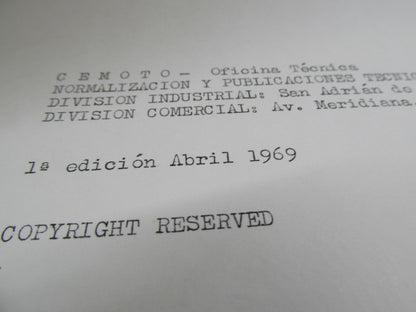 C E M O T O — Oficina Técnica
NORMALIZACION Y PUBLICACIONES TECNIC
DIVISION INDUSTRIAL: San Adrián de
DIVISION COMERCIAL: Av. Meridiana.
1ª edición Abril 1969
COPYRIGHT RESERVED